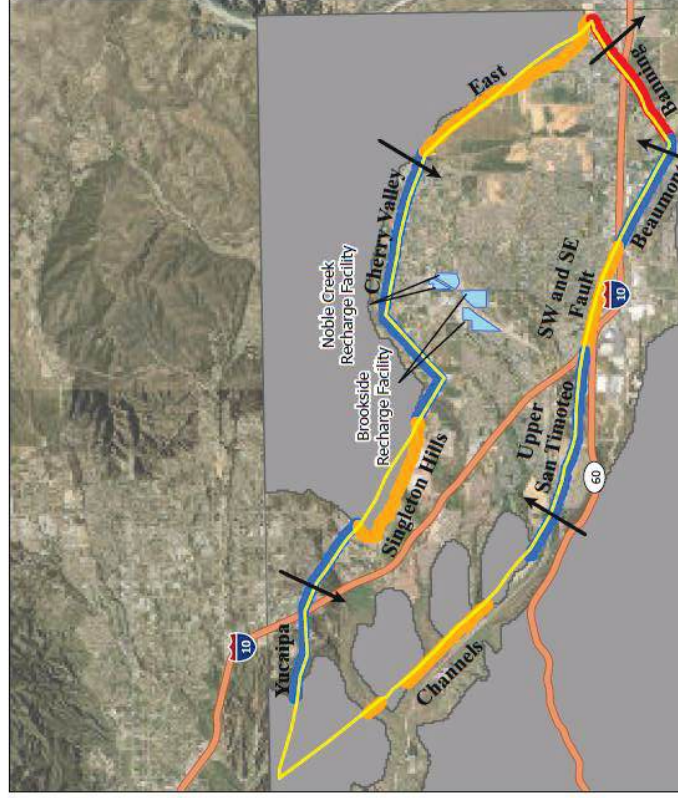 East
Banning
Cherry Valley
Noble Creek
Recharge Facility
Brookside
Recharge Facility
SW and SE
Fault
Beaumont
10
Upper
San Timoteo
60
Singleton Hills
Channels
10
Yucaipa